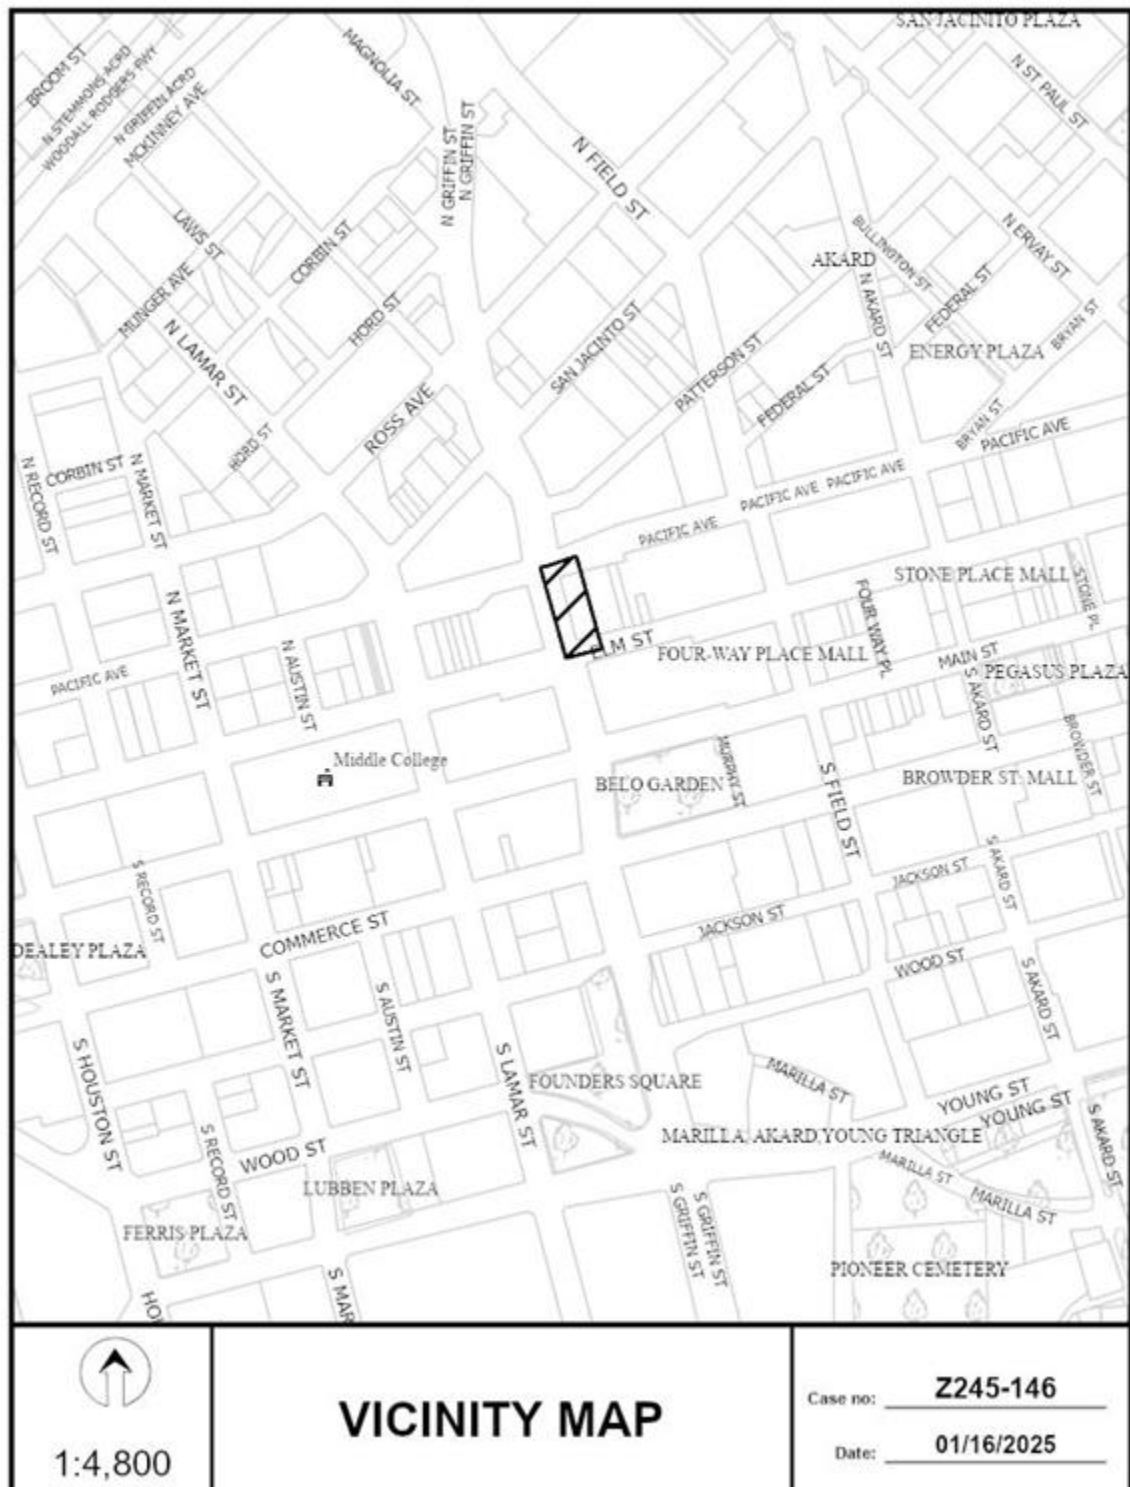 SAN JACINITO PLAZA
BROOM ST
N STEMMONS ACRD
WOODALL RODGERS FWY
N GRIFFIN ACRD
MCKINNEY AVE
MAGNOLIA ST
N GRIFFIN ST
N GRIFFIN ST
N FIELD ST
N ST PAUL ST
LAWS ST
CORBIN ST
MUNGER AVE
N LAMAR ST
HORD ST
AKARD
BULLINGTON ST
N ERVAY ST
N AKARD ST
FEDERAL ST
ENERGY PLAZA
BRYAN ST
SAN JACINTO ST
PATTERSON ST
FEDERAL ST
ROSS AVE
HORD ST
BRYAN ST
PACIFIC AVE
N RECORD ST
CORBIN ST
N MARKET ST
PACIFIC AVE
PACIFIC AVE
PACIFIC AVE
STONE PLACE MALL
STONE PL
N MARKET ST
FOUR WAY PL
N AUSTIN ST
ELM ST
FOUR-WAY PLACE MALL
MAIN ST
PEGASUS PLAZA
PACIFIC AVE
S AKARD ST
Middle College
BELO GARDEN
MURPHY ST
S FIELD ST
BROWDER ST. MALL
BROWDER ST
S RECORD ST
S AKARD ST
JACKSON ST
COMMERCE ST
JACKSON ST
DEALEY PLAZA
WOOD ST
S MARKET ST
S AUSTIN ST
S AKARD ST
S HOUSTON ST
S LAMAR ST
FOUNDERS SQUARE
MARILLA ST
YOUNG ST
YOUNG ST
S AKARD ST
S RECORD ST
WOOD ST
MARILLA, AKARD,YOUNG TRIANGLE
MARILLA ST
MARILLA ST
LUBBEN PLAZA
S GRIFFIN ST
S GRIFFIN ST
FERRIS PLAZA
PIONEER CEMETERY
HOU
S MAR
1:4,800
VICINITY MAP
Case no: Z245-146
Date: 01/16/2025